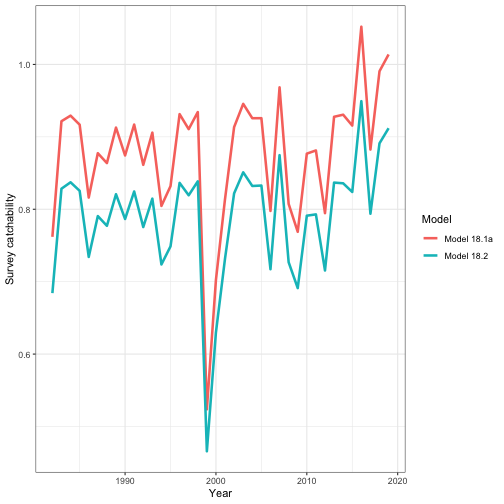 1.0
0.8
0.6
Survey catchability
1990
2000
2010
2020
Year
Model
Model 18.1a
Model 18.2